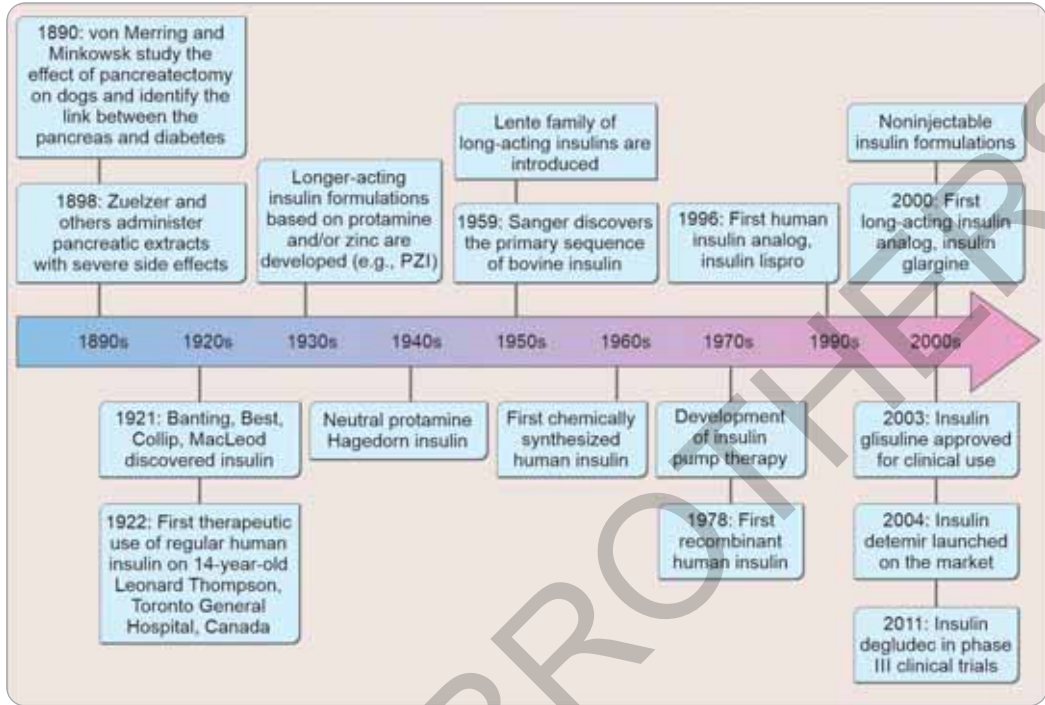 1890: von Merring and
Minkowsk study the
effect of pancreatectomy
on dogs and identify the
link between the
pancreas and diabetes
1898: Zuelzer and
others administer
pancreatic extracts
with severe side effects
Longer-acting
insulin formulations
based on protamine
and/or zinc are
developed (e.g., PZI)
Lente family of
long-acting insulins are
introduced
1959: Sanger discovers
the primary sequence
of bovine insulin
1996: First human
insulin analog,
insulin lispro
Noninjectable
insulin formulations
2000: First
long-acting insulin
analog, insulin
glargine
1890s 1920s 1930s 1940s 1950s 1960s 1970s 1990s 2000s
1921: Banting, Best,
Collip, MacLeod
discovered insulin
1922: First therapeutic
use of regular human
insulin on 14-year-old
Leonard Thompson,
Toronto General
Hospital, Canada
Neutral protamine
Hagedorn insulin
First chemically
synthesized
human insulin
Development
of insulin
pump therapy
1978: First
recombinant
human insulin
2003: Insulin
glisuline approved
for clinical use
2004: Insulin
detemir launched
on the market
2011: Insulin
degludec in phase
III clinical trials